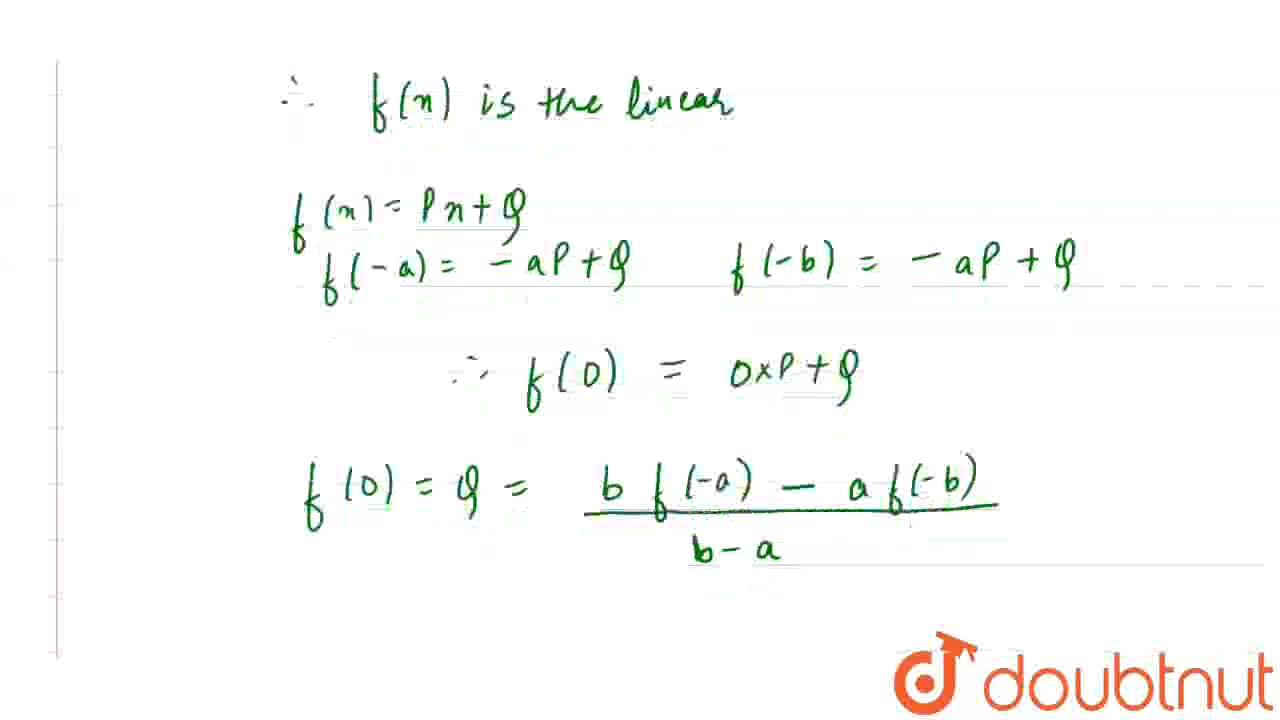 ∴ f(x) is the linear
f(x) = Px + Q
f(-a) = -aP + Q f(-b) = -aP + Q
∴ f(0) = 0×P + Q
f(0) = Q = b f(-a) - a f(-b)
b - a
doubtnut